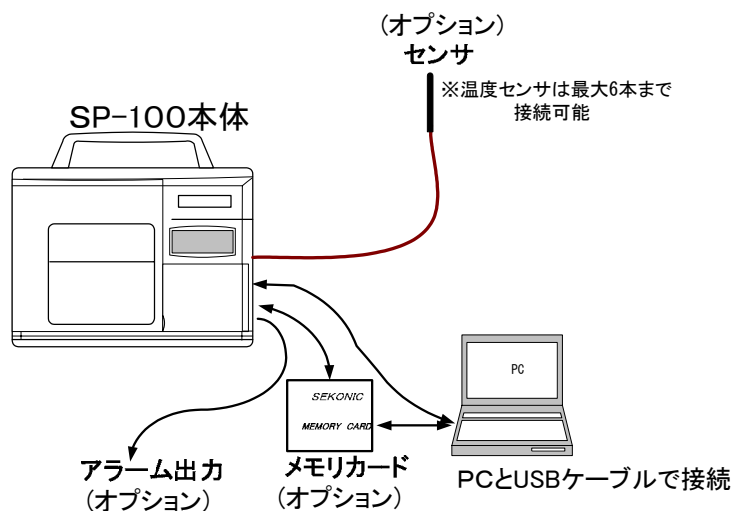 (オプション)
センサ
※温度センサは最大6本まで
接続可能
SP-100本体
PC
SEKONIC
MEMORY CARD
アラーム出力
(オプション)
メモリカード
(オプション)
PCとUSBケーブルで接続